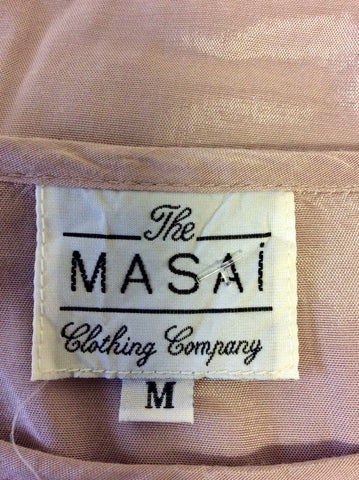 The
MASAi
Clothing Company
M